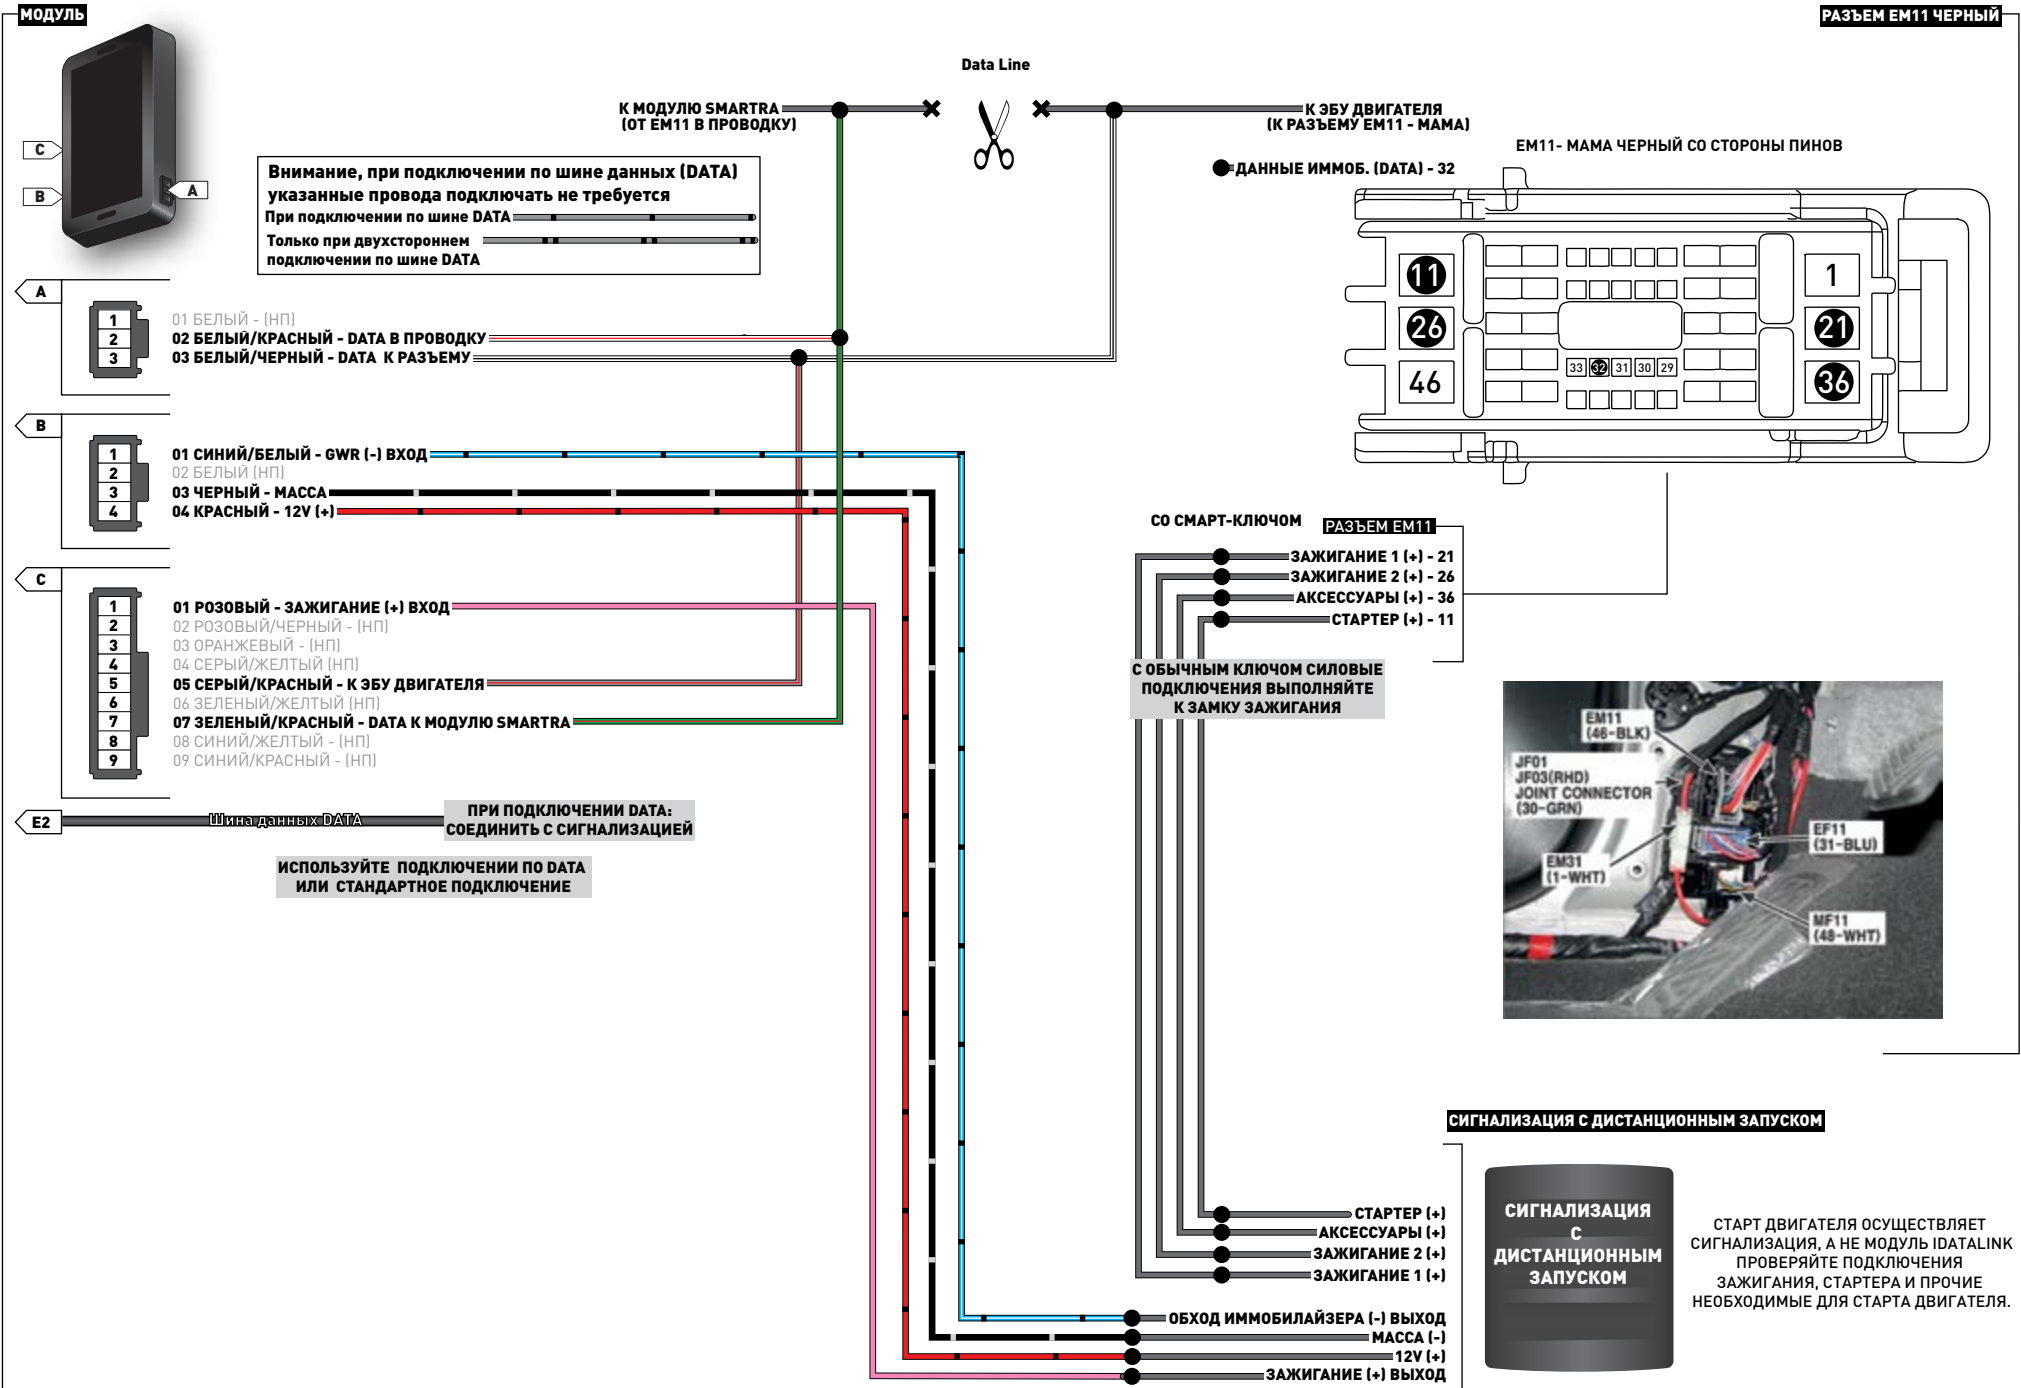 МОДУЛЬ
РАЗЪЕМ EM11 ЧЕРНЫЙ
C
B
A
Data Line
К МОДУЛЮ SMARTRA
(ОТ EM11 В ПРОВОДКУ)
К ЭБУ ДВИГАТЕЛЯ
(К РАЗЪЕМУ EM11 - МАМА)
ДАННЫЕ ИММОБ. (DATA) - 32
Внимание, при подключении по шине данных (DATA)
указанные провода подключать не требуется
При подключении по шине DATA
Только при двухстороннем
подключении по шине DATA
EM11- МАМА ЧЕРНЫЙ СО СТОРОНЫ ПИНОВ
11
1
26
21
33 32 31 30 29
46
36
A
1
01 БЕЛЫЙ - (НП)
2
02 БЕЛЫЙ/КРАСНЫЙ - DATA В ПРОВОДКУ
3
03 БЕЛЫЙ/ЧЕРНЫЙ - DATA К РАЗЪЕМУ
B
1
01 СИНИЙ/БЕЛЫЙ - GWR (-) ВХОД
2
02 БЕЛЫЙ (НП)
3
03 ЧЕРНЫЙ - МАССА
4
04 КРАСНЫЙ - 12V (+)
C
1
01 РОЗОВЫЙ - ЗАЖИГАНИЕ (+) ВХОД
2
02 РОЗОВЫЙ/ЧЕРНЫЙ - (НП)
3
03 ОРАНЖЕВЫЙ - (НП)
4
04 СЕРЫЙ/ЖЕЛТЫЙ (НП)
5
05 СЕРЫЙ/КРАСНЫЙ - К ЭБУ ДВИГАТЕЛЯ
6
06 ЗЕЛЕНЫЙ/ЖЕЛТЫЙ (НП)
7
07 ЗЕЛЕНЫЙ/КРАСНЫЙ - DATA К МОДУЛЮ SMARTRA
8
08 СИНИЙ/ЖЕЛТЫЙ - (НП)
9
09 СИНИЙ/КРАСНЫЙ - (НП)
E2
Шина данных DATA
ПРИ ПОДКЛЮЧЕНИИ DATA:
СОЕДИНИТЬ С СИГНАЛИЗАЦИЕЙ
ИСПОЛЬЗУЙТЕ ПОДКЛЮЧЕНИИ ПО DATA
ИЛИ СТАНДАРТНОЕ ПОДКЛЮЧЕНИЕ
СО СМАРТ-КЛЮЧОМ
РАЗЪЕМ EM11
ЗАЖИГАНИЕ 1 (+) - 21
ЗАЖИГАНИЕ 2 (+) - 26
АКСЕССУАРЫ (+) - 36
СТАРТЕР (+) - 11
С ОБЫЧНЫМ КЛЮЧОМ СИЛОВЫЕ
ПОДКЛЮЧЕНИЯ ВЫПОЛНЯЙТЕ
К ЗАМКУ ЗАЖИГАНИЯ
EM11
(46-BLK)
JF01
JF03(RHD)
JOINT CONNECTOR
(30-GRN)
EM31
(1-WHT)
EF11
(31-BLU)
MF11
(48-WHT)
СИГНАЛИЗАЦИЯ С ДИСТАНЦИОННЫМ ЗАПУСКОМ
СТАРТЕР (+)
АКСЕССУАРЫ (+)
ЗАЖИГАНИЕ 2 (+)
ЗАЖИГАНИЕ 1 (+)
ОБХОД ИММОБИЛАЙЗЕРА (-) ВЫХОД
МАССА (-)
12V (+)
ЗАЖИГАНИЕ (+) ВЫХОД
СИГНАЛИЗАЦИЯ
С
ДИСТАНЦИОННЫМ
ЗАПУСКОМ
СТАРТ ДВИГАТЕЛЯ ОСУЩЕСТВЛЯЕТ
СИГНАЛИЗАЦИЯ, А НЕ МОДУЛЬ IDATALINK
ПРОВЕРЯЙТЕ ПОДКЛЮЧЕНИЯ
ЗАЖИГАНИЯ, СТАРТЕРА И ПРОЧИЕ
НЕОБХОДИМЫЕ ДЛЯ СТАРТА ДВИГАТЕЛЯ.